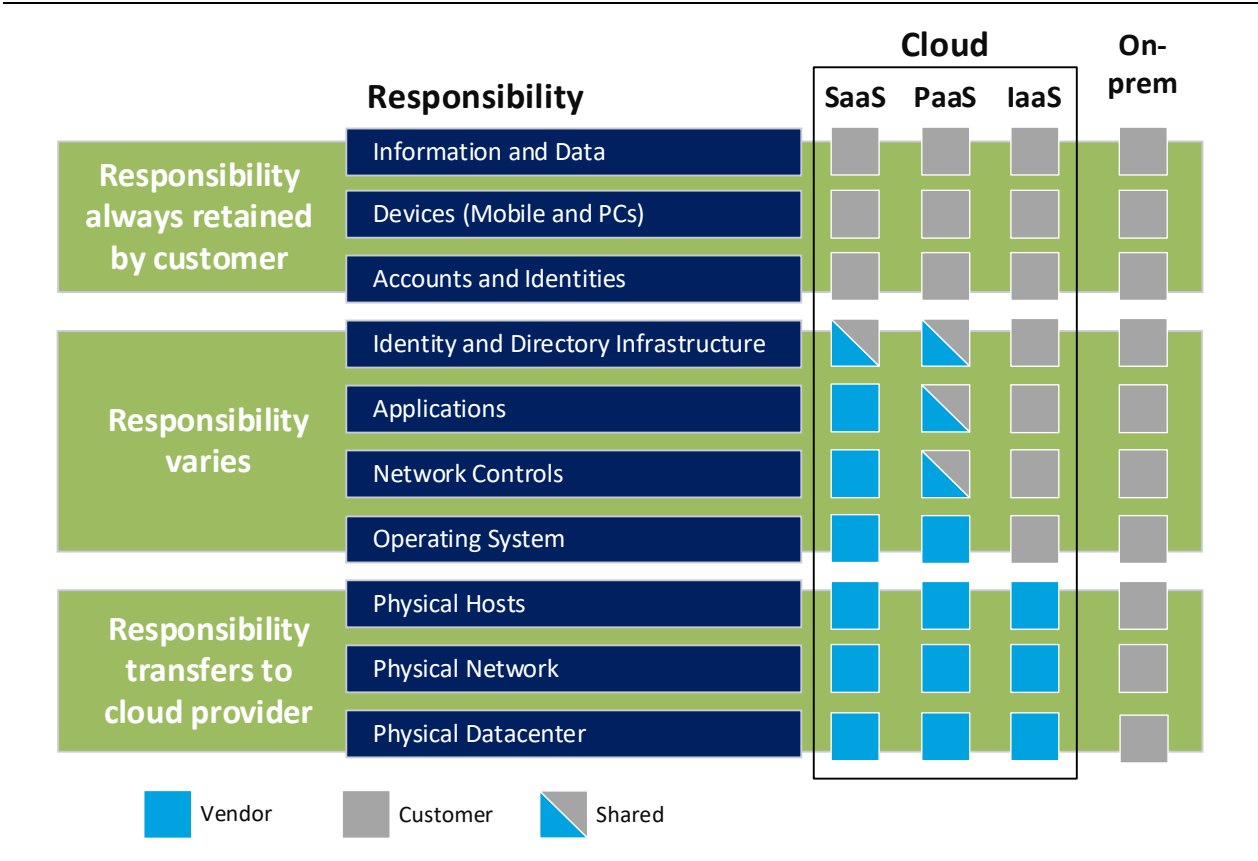 Cloud
On-
prem
Responsibility
SaaS PaaS IaaS
Responsibility
always retained
by customer
Information and Data
Devices (Mobile and PCs)
Accounts and Identities
Responsibility
varies
Identity and Directory Infrastructure
Applications
Network Controls
Operating System
Responsibility
transfers to
cloud provider
Physical Hosts
Physical Network
Physical Datacenter
Vendor
Customer
Shared